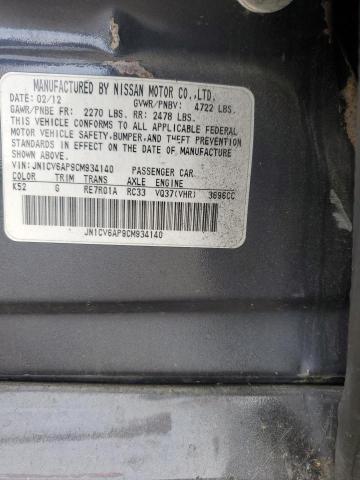 MANUFACTURED BY NISSAN MOTOR CO.,LTD.
DATE: 02/12 GVWR/PNBV: 4722 LBS.
GAWR/PNBE FR: 2270 LBS. RR: 2478 LBS.
THIS VEHICLE CONFORMS TO ALL APPLICABLE FEDERAL
MOTOR VEHICLE SAFETY,BUMPER,AND THEFT PREVENTION
STANDARDS IN EFFECT ON THE DATE OF MANUFACTURE
SHOWN ABOVE.
VIN:JN1CV6AP9CM934140 PASSENGER CAR
COLOR TRIM TRANS AXLE ENGINE
K52 G RE7R01A RC33 VQ37(VHR) 3696CC
JN1CV6AP9CM934140